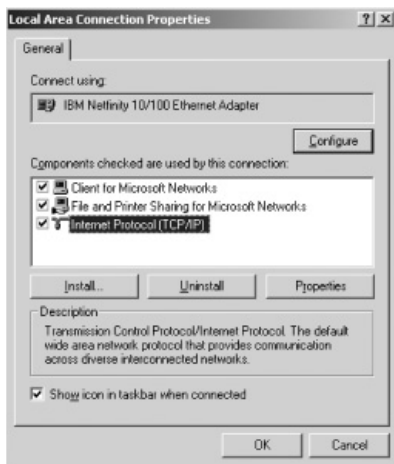 Local Area Connection Properties
General
Connect using:
IBM Netfinity 10/100 Ethernet Adapter
Configure
Components checked are used by this connection:
Client for Microsoft Networks
File and Printer Sharing for Microsoft Networks
Internet Protocol (TCP/IP)
Install... Uninstall Properties
Description
Transmission Control Protocol/Internet Protocol. The default
wide area network protocol that provides communication
across diverse interconnected networks.
Show icon in taskbar when connected
OK Cancel